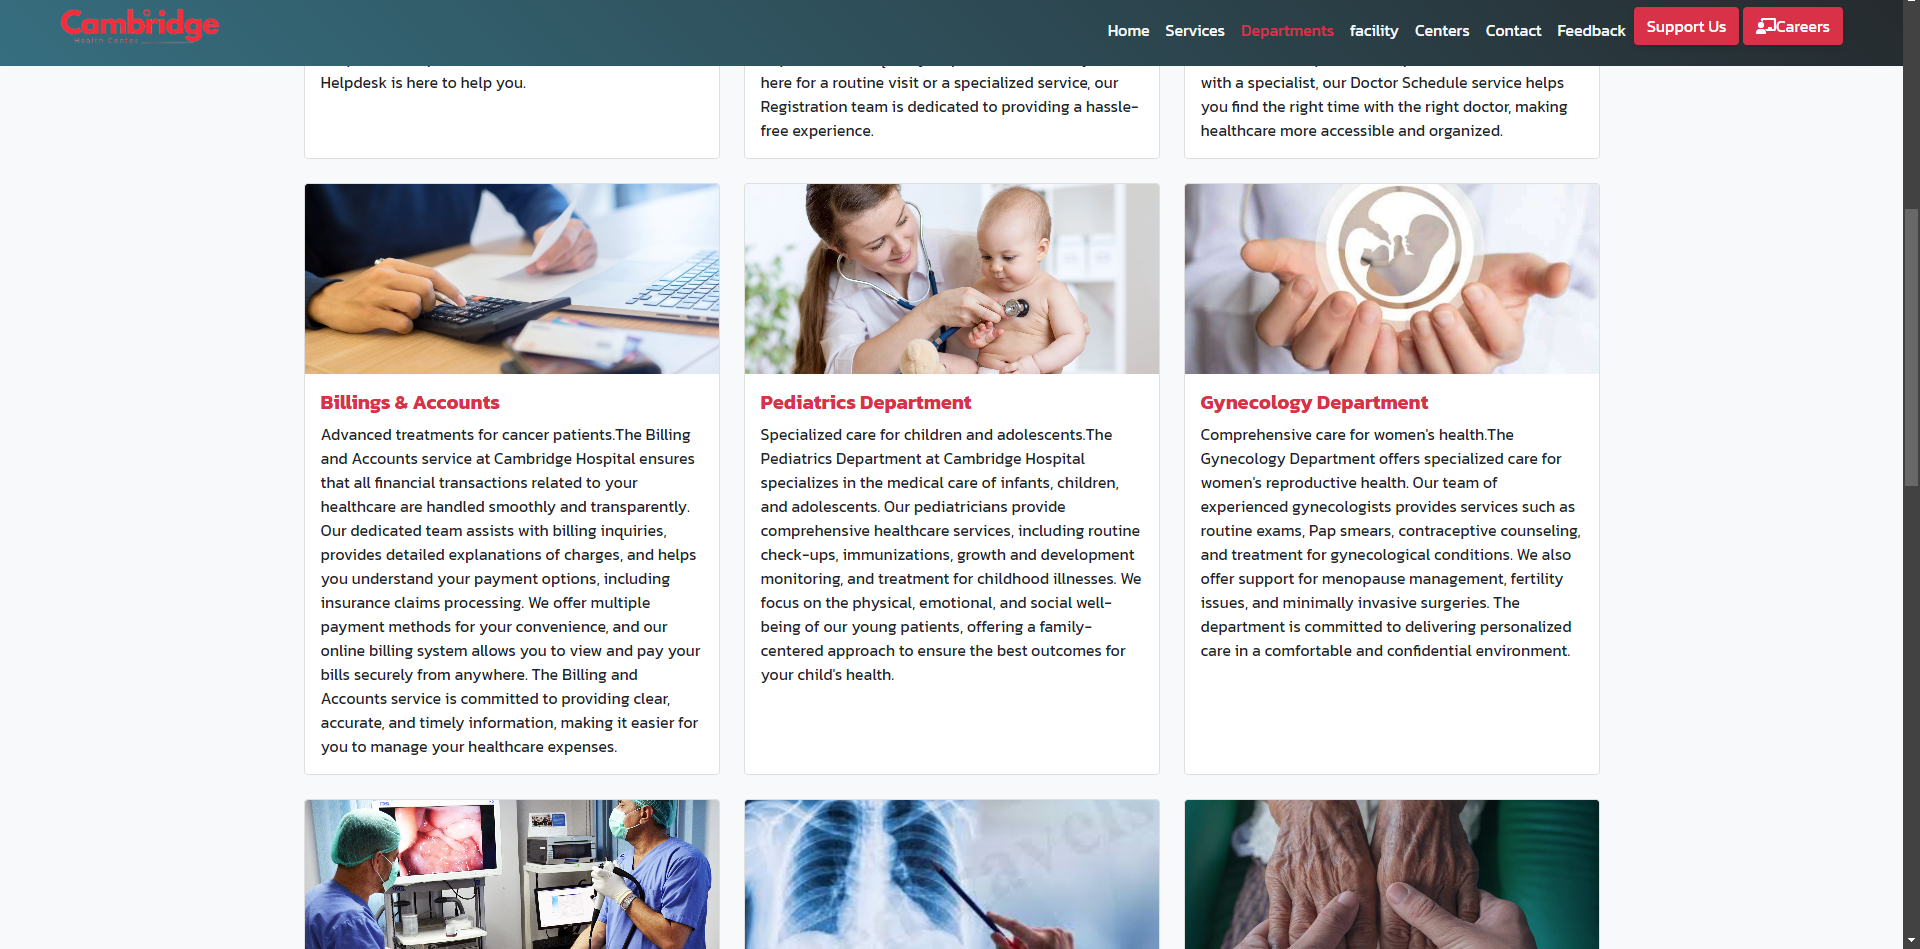 Cambridge
Health Center
Home Services Departments facility Centers Contact Feedback Support Us Careers
Helpdesk is here to help you.
here for a routine visit or a specialized service, our
Registration team is dedicated to providing a hassle-
free experience.
with a specialist, our Doctor Schedule service helps
you find the right time with the right doctor, making
healthcare more accessible and organized.
Billings & Accounts
Advanced treatments for cancer patients.The Billing
and Accounts service at Cambridge Hospital ensures
that all financial transactions related to your
healthcare are handled smoothly and transparently.
Our dedicated team assists with billing inquiries,
provides detailed explanations of charges, and helps
you understand your payment options, including
insurance claims processing. We offer multiple
payment methods for your convenience, and our
online billing system allows you to view and pay your
bills securely from anywhere. The Billing and
Accounts service is committed to providing clear,
accurate, and timely information, making it easier for
you to manage your healthcare expenses.
Pediatrics Department
Specialized care for children and adolescents.The
Pediatrics Department at Cambridge Hospital
specializes in the medical care of infants, children,
and adolescents. Our pediatricians provide
comprehensive healthcare services, including routine
check-ups, immunizations, growth and development
monitoring, and treatment for childhood illnesses. We
focus on the physical, emotional, and social well-
being of our young patients, offering a family-
centered approach to ensure the best outcomes for
your child's health.
Gynecology Department
Comprehensive care for women's health.The
Gynecology Department offers specialized care for
women's reproductive health. Our team of
experienced gynecologists provides services such as
routine exams, Pap smears, contraceptive counseling,
and treatment for gynecological conditions. We also
offer support for menopause management, fertility
issues, and minimally invasive surgeries. The
department is committed to delivering personalized
care in a comfortable and confidential environment.